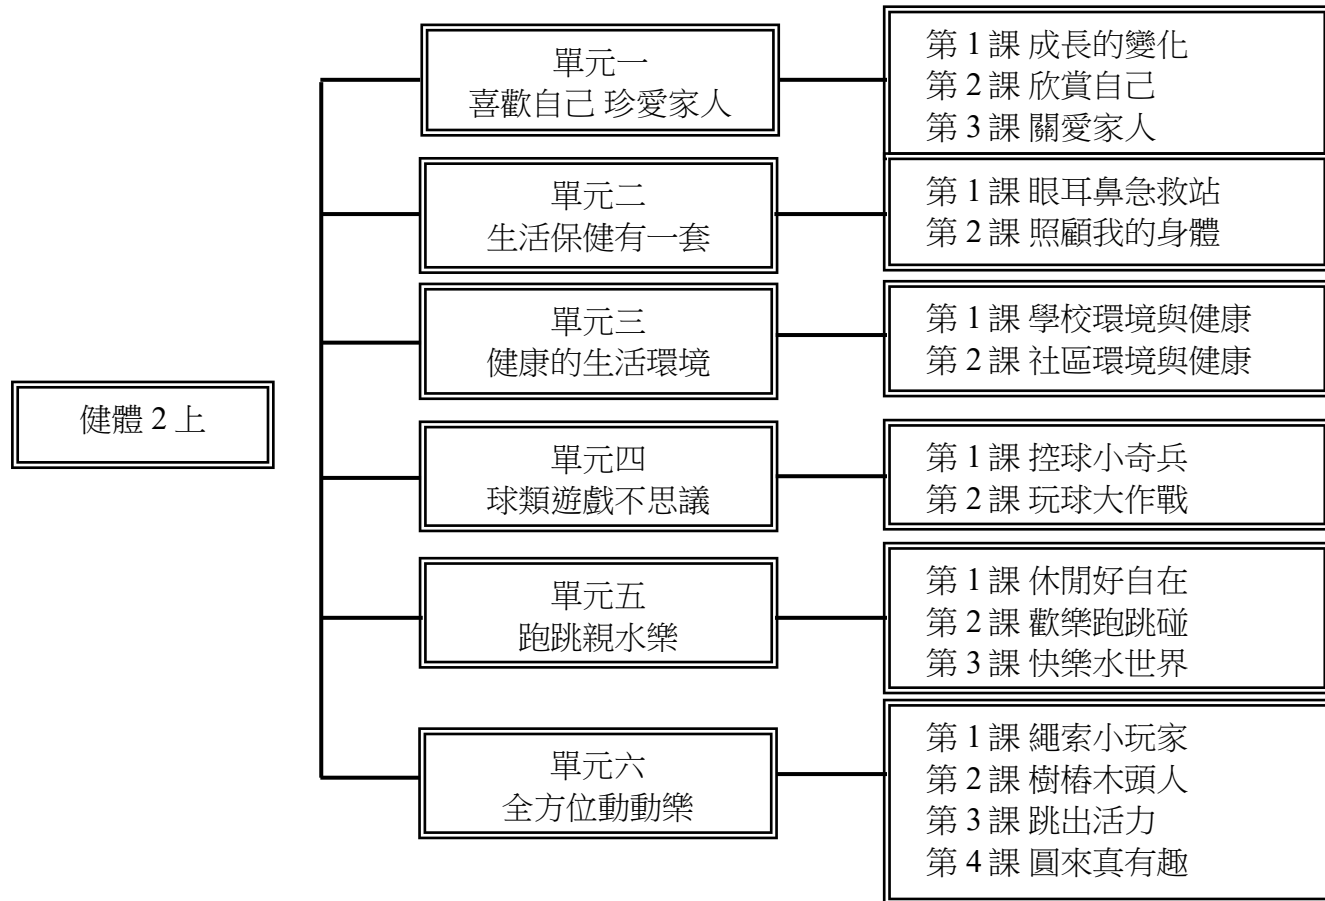 單元一
喜歡自己 珍愛家人
第 1 課 成長的變化
第 2 課 欣賞自己
第 3 課 關愛家人
單元二
生活保健有一套
第 1 課 眼耳鼻急救站
第 2 課 照顧我的身體
單元三
健康的生活環境
第 1 課 學校環境與健康
第 2 課 社區環境與健康
健體 2 上
單元四
球類遊戲不思議
第 1 課 控球小奇兵
第 2 課 玩球大作戰
單元五
跑跳親水樂
第 1 課 休閒好自在
第 2 課 歡樂跑跳碰
第 3 課 快樂水世界
單元六
全方位動動樂
第 1 課 繩索小玩家
第 2 課 樹樁木頭人
第 3 課 跳出活力
第 4 課 圓來真有趣